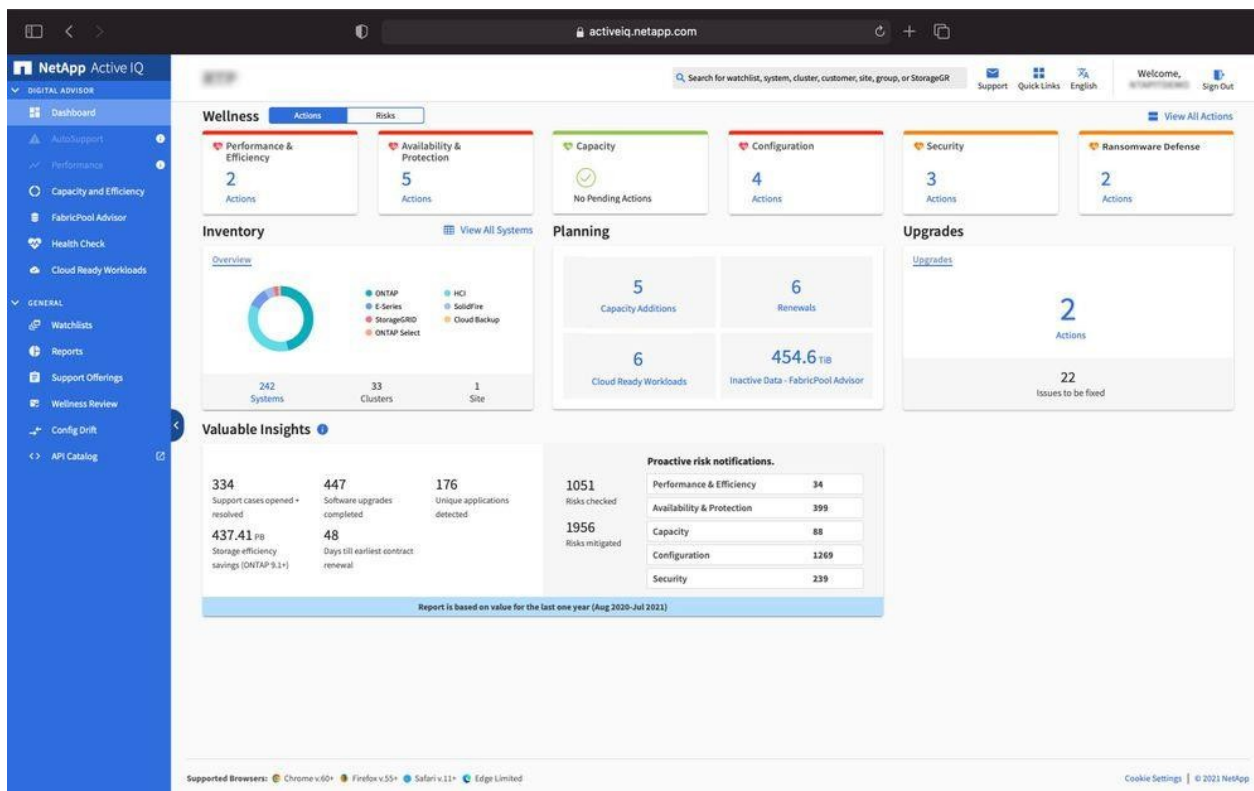 activeiq.netapp.com
NetApp Active IQ
DIGITAL ADVISOR
Dashboard
AutoSupport
Performance
Capacity and Efficiency
FabricPool Advisor
Health Check
Cloud Ready Workloads
GENERAL
Watchlists
Reports
Support Offerings
Wellness Review
Config Drift
API Catalog
Search for watchlist, system, cluster, customer, site, group, or StorageGR
Support
Quick Links
English
Welcome,
Sign Out
Wellness
Actions
Risks
View All Actions
Performance &
Efficiency
2
Actions
Availability &
Protection
5
Actions
Capacity
No Pending Actions
Configuration
4
Actions
Security
3
Actions
Ransomware Defense
2
Actions
Inventory
View All Systems
Overview
ONTAP
E-Series
StorageGRID
ONTAP Select
HCI
SolidFire
Cloud Backup
242
Systems
33
Clusters
1
Site
Planning
5
Capacity Additions
6
Renewals
6
Cloud Ready Workloads
454.6 TiB
Inactive Data - FabricPool Advisor
Upgrades
Upgrades
2
Actions
22
Issues to be fixed
Valuable Insights
334
Support cases opened +
resolved
447
Software upgrades
completed
176
Unique applications
detected
437.41 PB
Storage efficiency
savings (ONTAP 9.1+)
48
Days till earliest contract
renewal
1051
Risks checked
1956
Risks mitigated
Proactive risk notifications.
Performance & Efficiency 34
Availability & Protection 399
Capacity 88
Configuration 1269
Security 239
Report is based on value for the last one year (Aug 2020-Jul 2021)
Supported Browsers: Chrome v.60+ Firefox v.55+ Safari v.11+ Edge Limited
Cookie Settings | © 2021 NetApp